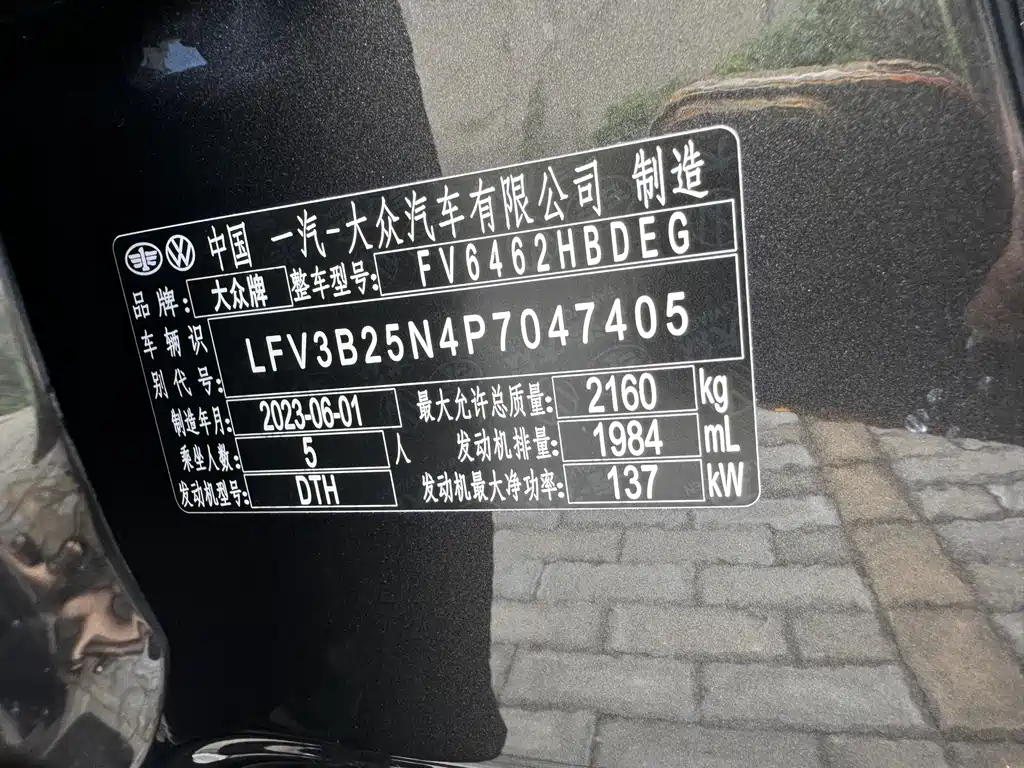 中国 一汽-大众汽车有限公司 制造
品牌: 大众牌 整车型号: FV6462HBDEG
车辆识别代号: LFV3B25N4P7047405
制造年月: 2023-06-01 最大允许总质量: 2160 kg
乘坐人数: 5 人 发动机排量: 1984 mL
发动机型号: DTH 发动机最大净功率: 137 kW